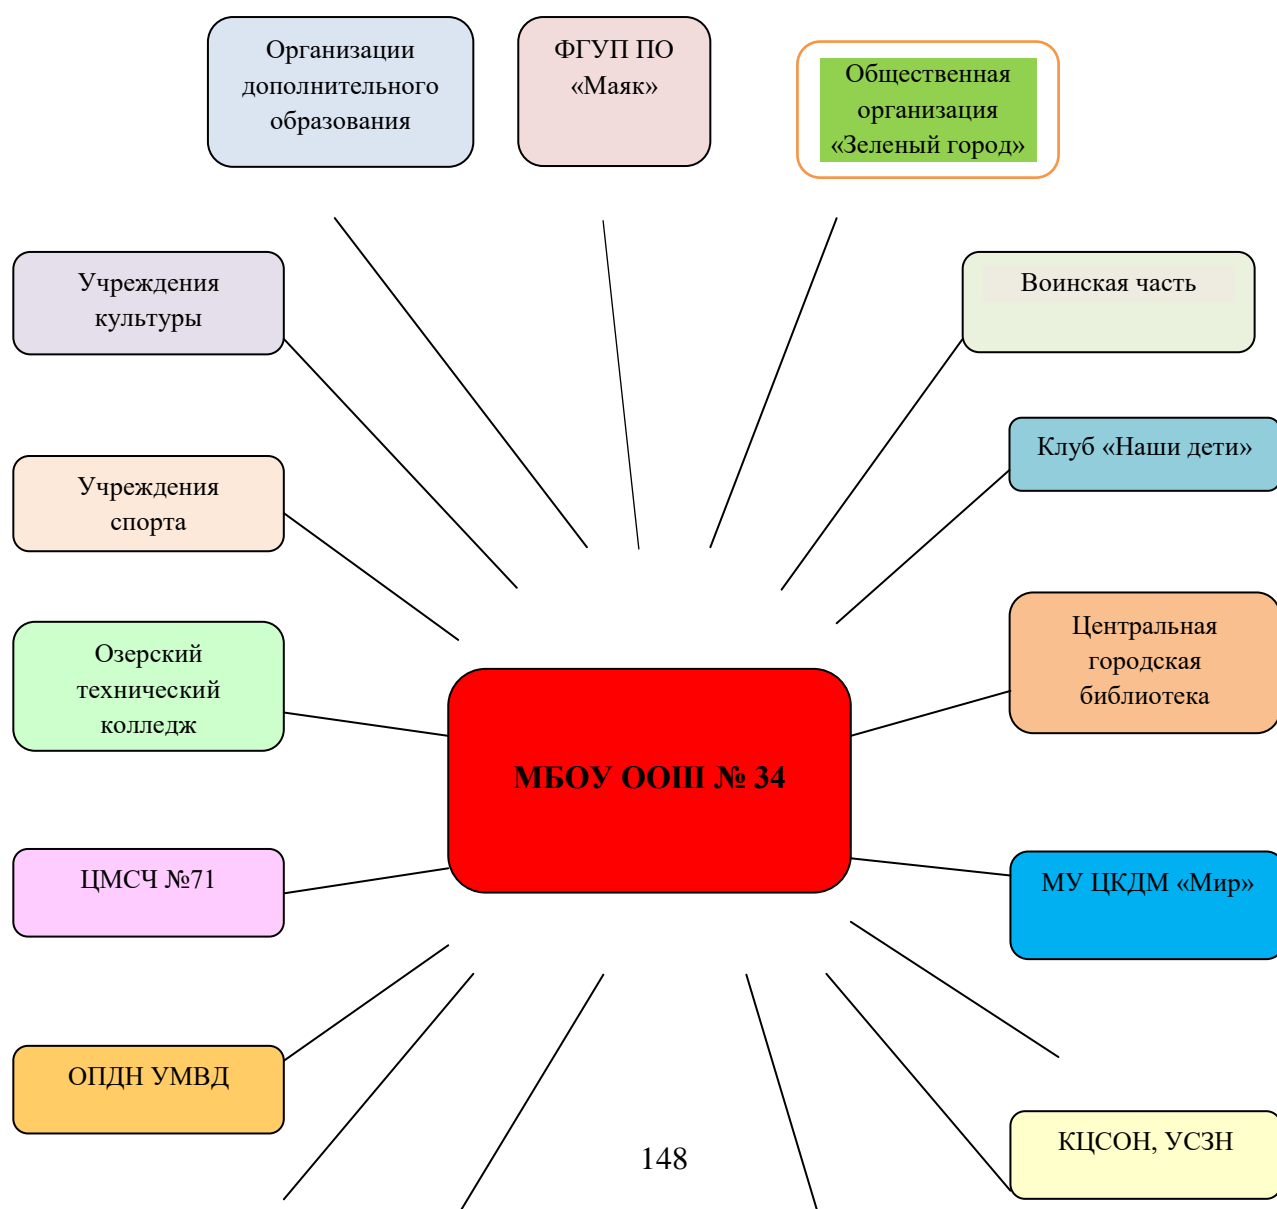 Организации
дополнительного
образования
ФГУП ПО
«Маяк»
Общественная
организация
«Зеленый город»
Учреждения
культуры
Воинская часть
Клуб «Наши дети»
Учреждения
спорта
Центральная
городская
библиотека
Озерский
технический
колледж
МБОУ ООШ № 34
ЦМСЧ №71
МУ ЦКДМ «Мир»
ОПДН УМВД
КЦСОН, УСЗН
148